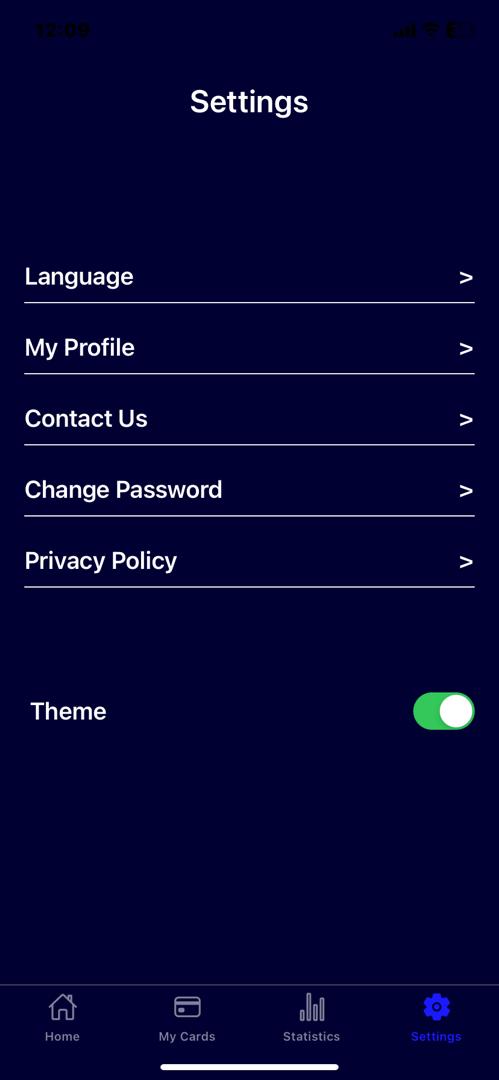 12:09
Settings
Language >
My Profile >
Contact Us >
Change Password >
Privacy Policy >
Theme
Home My Cards Statistics Settings